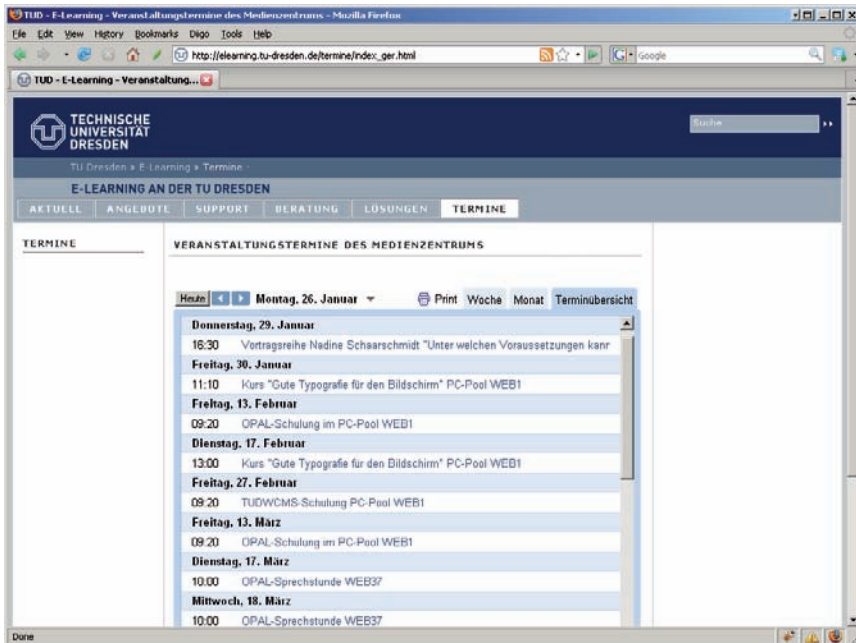 TUD - E-Learning - Veranstaltungstermine des Medienzentrums - Mozilla Firefox
File Edit View History Bookmarks Diigo Tools Help
http://elearning.tu-dresden.de/termine/index_ger.html
Google
TUD - E-Learning - Veranstaltung...
TECHNISCHE
UNIVERSITÄT
DRESDEN
Suche
TU Dresden » E-Learning » Termine
E-LEARNING AN DER TU DRESDEN
AKTUELL ANGEBOTE SUPPORT BERATUNG LÖSUNGEN TERMINE
TERMINE
VERANSTALTUNGSTERMINE DES MEDIENZENTRUMS
Heute Montag, 26. Januar Print Woche Monat Terminübersicht
Donnerstag, 29. Januar
16:30 Vortragsreihe Nadine Schaarschmidt "Unter welchen Voraussetzungen kann
Freitag, 30. Januar
11:10 Kurs "Gute Typografie für den Bildschirm" PC-Pool WEB1
Freitag, 13. Februar
09:20 OPAL-Schulung im PC-Pool WEB1
Dienstag, 17. Februar
13:00 Kurs "Gute Typografie für den Bildschirm" PC-Pool WEB1
Freitag, 27. Februar
09:20 TUDWCMS-Schulung PC-Pool WEB1
Freitag, 13. März
09:20 OPAL-Schulung im PC-Pool WEB1
Dienstag, 17. März
10:00 OPAL-Sprechstunde WEB37
Mittwoch, 18. März
10:00 OPAL-Sprechstunde WEB37
Done